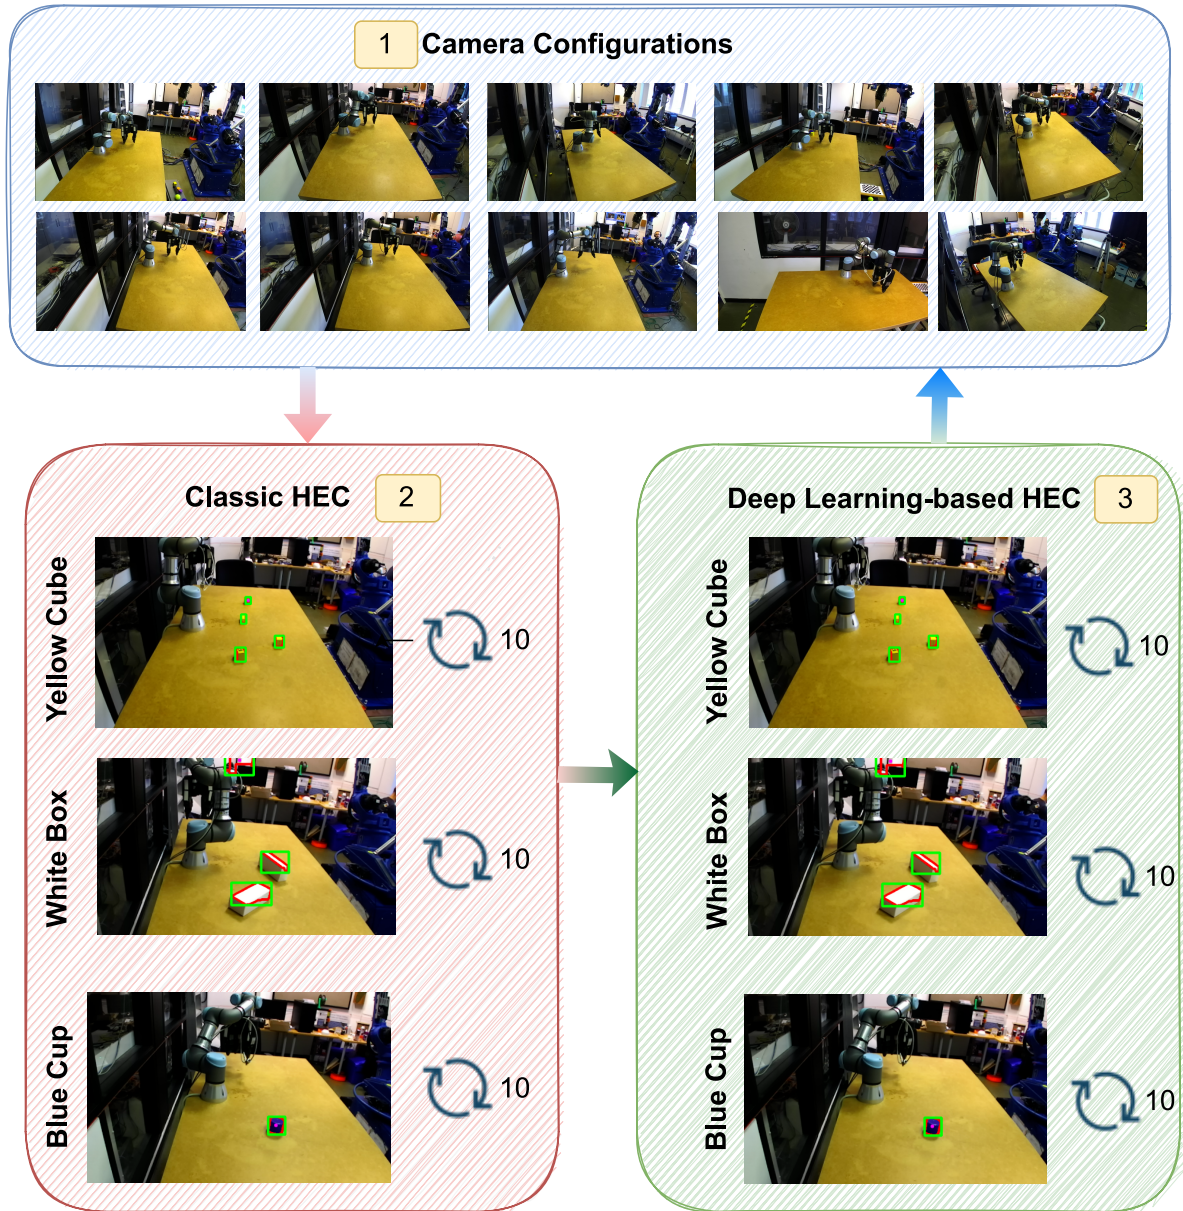 1 Camera Configurations
Classic HEC 2
Yellow Cube
10
White Box
10
Blue Cup
10
Deep Learning-based HEC 3
Yellow Cube
10
White Box
10
Blue Cup
10